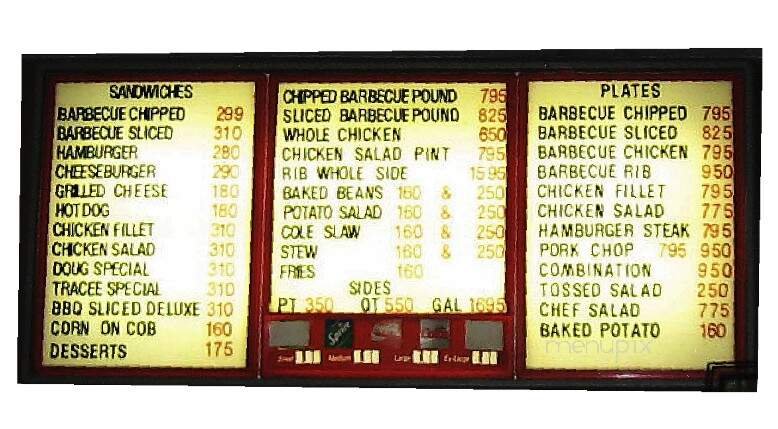 SANDWICHES
BARBECUE CHIPPED 299
BARBECUE SLICED 310
HAMBURGER 280
CHEESEBURGER 290
GRILLED CHEESE 180
HOT DOG 180
CHICKEN FILLET 310
CHICKEN SALAD 310
DOUG SPECIAL 310
TRACEE SPECIAL 310
BBQ SLICED DELUXE 310
CORN ON COB 160
DESSERTS 175
CHIPPED BARBECUE POUND 795
SLICED BARBECUE POUND 825
WHOLE CHICKEN 650
CHICKEN SALAD PINT 795
RIB WHOLE SIDE 1595
BAKED BEANS 160 & 250
POTATO SALAD 160 & 250
COLE SLAW 160 & 250
STEW 160 & 250
FRIES 160
SIDES
PT 350 QT 550 GAL 1695
Sprite
Small Medium Large Ex-Large
PLATES
BARBECUE CHIPPED 795
BARBECUE SLICED 825
BARBECUE CHICKEN 795
BARBECUE RIB 950
CHICKEN FILLET 795
CHICKEN SALAD 775
HAMBURGER STEAK 795
PORK CHOP 795 950
COMBINATION 950
TOSSED SALAD 250
CHEF SALAD 775
BAKED POTATO 160
menupix